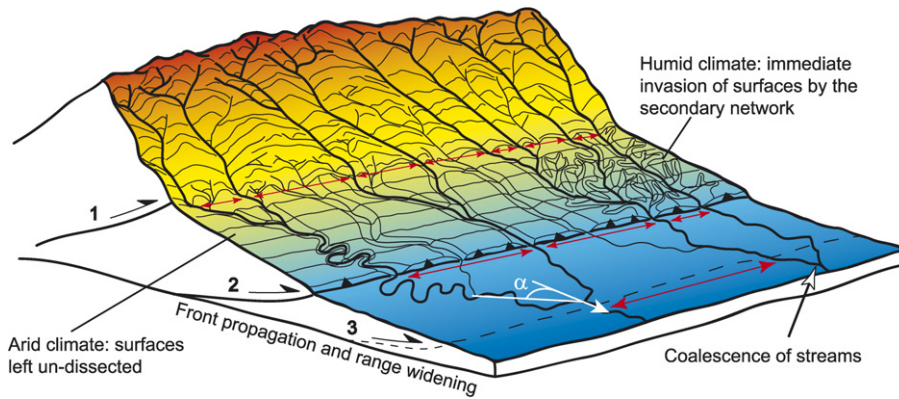 Humid climate: immediate
invasion of surfaces by the
secondary network
1
2
α
3
Front propagation and range widening
Arid climate: surfaces
left un-dissected
Coalescence of streams